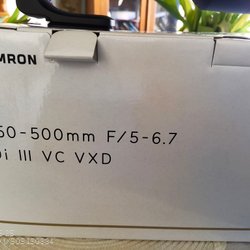 MRON
50-500mm F/5-6.7
Di III VC VXD